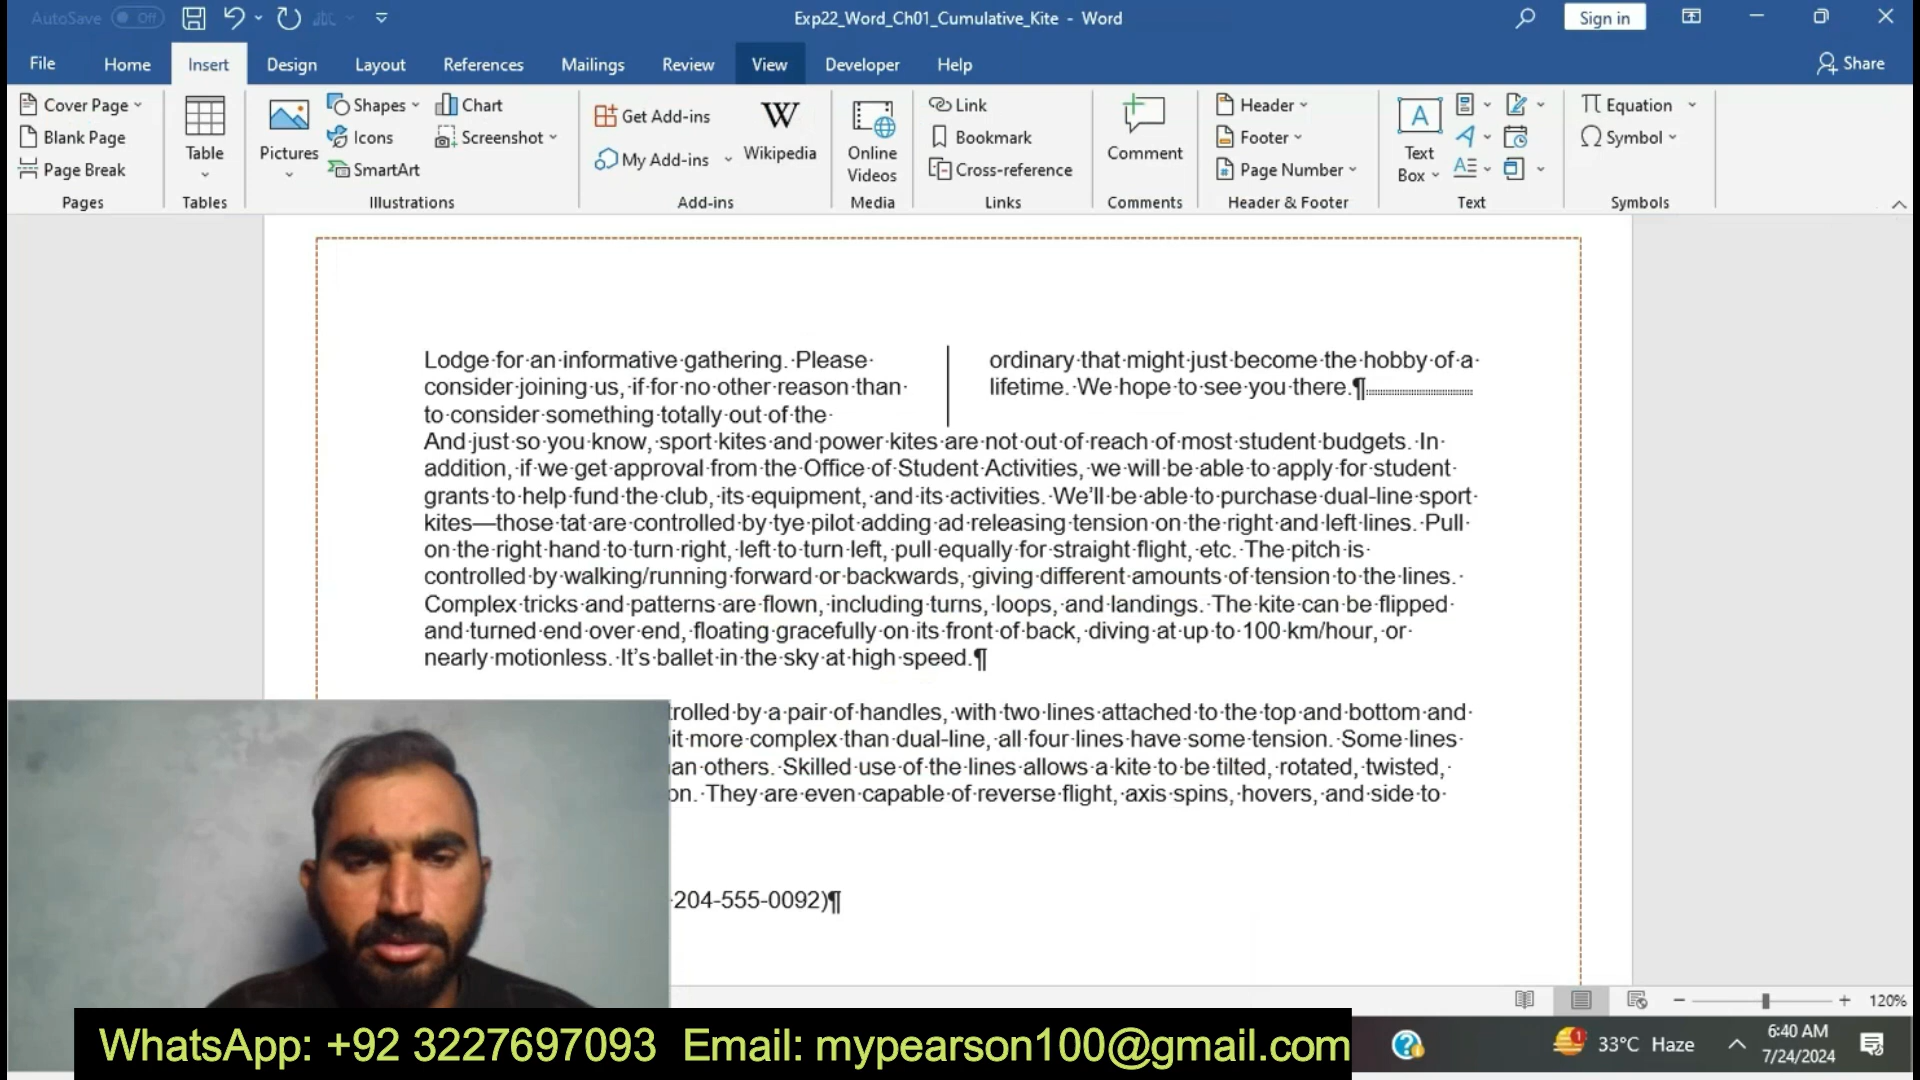 AutoSave Off
Exp22_Word_Ch01_Cumulative_Kite - Word
Sign in
File Home Insert Design Layout References Mailings Review View Developer Help
Share
Cover Page
Blank Page
Page Break
Pages
Table
Tables
Pictures
Shapes
Icons
SmartArt
Chart
Screenshot
Illustrations
Get Add-ins
My Add-ins
W
Wikipedia
Add-ins
Online
Videos
Media
Link
Bookmark
Cross-reference
Links
Comment
Comments
Header
Footer
Page Number
Header & Footer
A
Text
Box
Text
Equation
Symbol
Symbols
Lodge·for·an·informative·gathering.·Please·
consider·joining·us,·if·for·no·other·reason·than·
to·consider·something·totally·out·of·the·
ordinary·that·might·just·become·the·hobby·of·a·
lifetime.·We·hope·to·see·you·there.¶
And·just·so·you·know,·sport·kites·and·power·kites·are·not·out·of·reach·of·most·student·budgets.·In·
addition,·if·we·get·approval·from·the·Office·of·Student·Activities,·we·will·be·able·to·apply·for·student·
grants·to·help·fund·the·club,·its·equipment,·and·its·activities.·We’ll·be·able·to·purchase·dual-line·sport·
kites—those·tat·are·controlled·by·tye·pilot·adding·ad·releasing·tension·on·the·right·and·left·lines.·Pull·
on·the·right·hand·to·turn·right,·left·to·turn·left,·pull·equally·for·straight·flight,·etc.·The·pitch·is·
controlled·by·walking/running·forward·or·backwards,·giving·different·amounts·of·tension·to·the·lines.·
Complex·tricks·and·patterns·are·flown,·including·turns,·loops,·and·landings.·The·kite·can·be·flipped·
and·turned·end·over·end,·floating·gracefully·on·its·front·of·back,·diving·at·up·to·100·km/hour,·or·
nearly·motionless.·It’s·ballet·in·the·sky·at·high·speed.¶
trolled·by·a·pair·of·handles,·with·two·lines·attached·to·the·top·and·bottom·and·
it·more·complex·than·dual-line,·all·four·lines·have·some·tension.·Some·lines·
an·others.·Skilled·use·of·the·lines·allows·a·kite·to·be·tilted,·rotated,·twisted,·
on.·They·are·even·capable·of·reverse·flight,·axis·spins,·hovers,·and·side·to·
-204-555-0092)¶
120%
WhatsApp: +92 3227697093 Email: mypearson100@gmail.com
1
33°C Haze
6:40 AM
7/24/2024